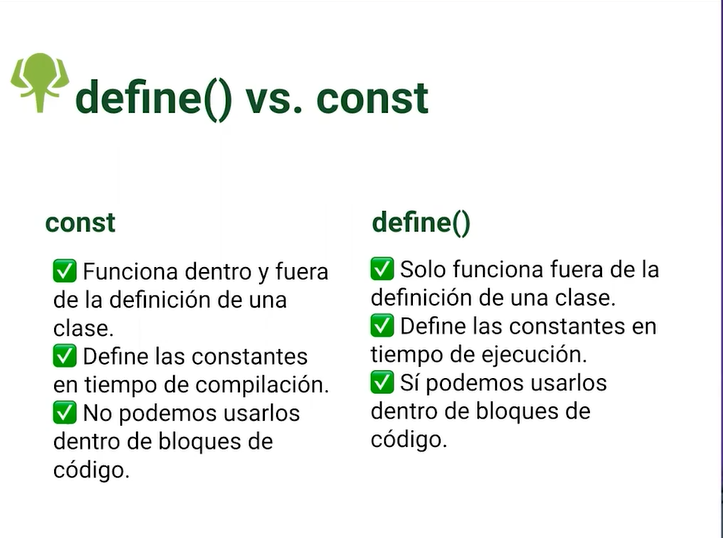 define() vs. const
const
✅ Funciona dentro y fuera
de la definición de una
clase.
✅ Define las constantes
en tiempo de compilación.
✅ No podemos usarlos
dentro de bloques de
código.
define()
✅ Solo funciona fuera de la
definición de una clase.
✅ Define las constantes en
tiempo de ejecución.
✅ Sí podemos usarlos
dentro de bloques de
código.